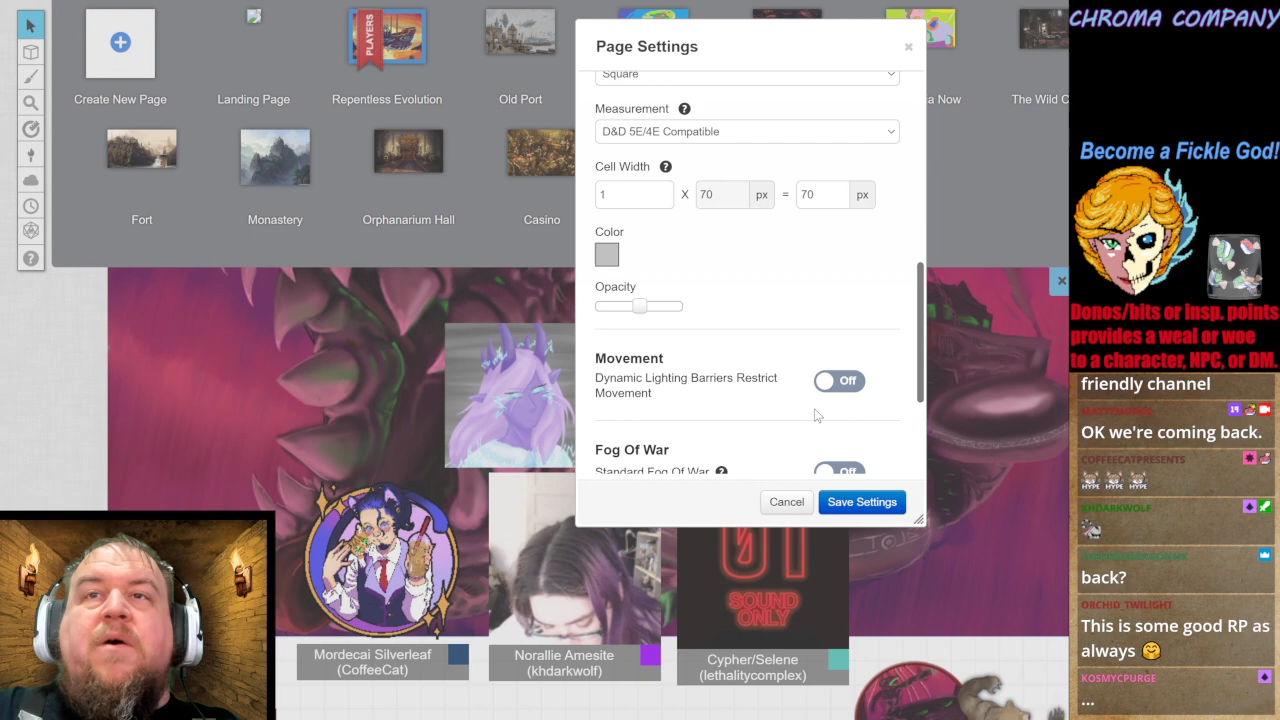 CHROMA COMPANY
PLAYERS
Create New Page
Landing Page
Repentless Evolution
Old Port
a Now
The Wild C
Fort
Monastery
Orphanarium Hall
Casino
Page Settings
×
Square
Measurement ?
D&D 5E/4E Compatible
Cell Width ?
1 X 70 px = 70 px
Color
Opacity
Movement
Dynamic Lighting Barriers Restrict
Movement
Off
Fog Of War
Standard Fog Of War ?
Off
Cancel
Save Settings
Become a Fickle God!
Donos/bits or insp. points
provides a weal or woe
to a character, NPC, or DM.
friendly channel
OK we're coming back.
COFFEECATPRESENTS
HYPE HYPE HYPE
KHDARKWOLF
back?
ORCHID_TWILIGHT
This is some good RP as
always 🤗
KOSMYCPURGE
...
SOUND
ONLY
Mordecai Silverleaf
(CoffeeCat)
Norallie Amesite
(khdarkwolf)
Cypher/Selene
(lethalitycomplex)